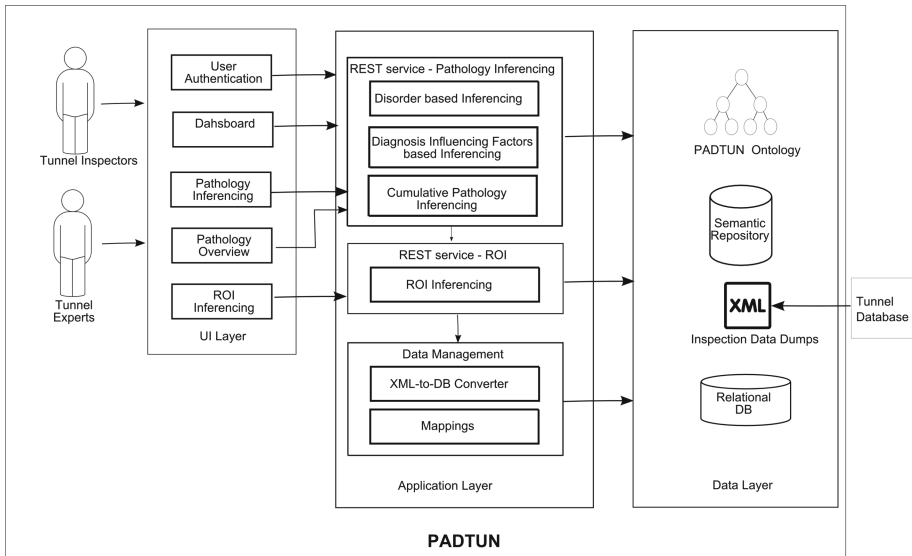 Tunnel Inspectors
Tunnel
Experts
User
Authentication
Dahsboard
Pathology
Inferencing
Pathology
Overview
ROI
Inferencing
UI Layer
REST service - Pathology Inferencing
Disorder based Inferencing
Diagnosis Influencing Factors
based Inferencing
Cumulative Pathology
Inferencing
REST service - ROI
ROI Inferencing
Data Management
XML-to-DB Converter
Mappings
Application Layer
PADTUN Ontology
Semantic
Repository
XML
Inspection Data Dumps
Relational
DB
Data Layer
Tunnel
Database
PADTUN